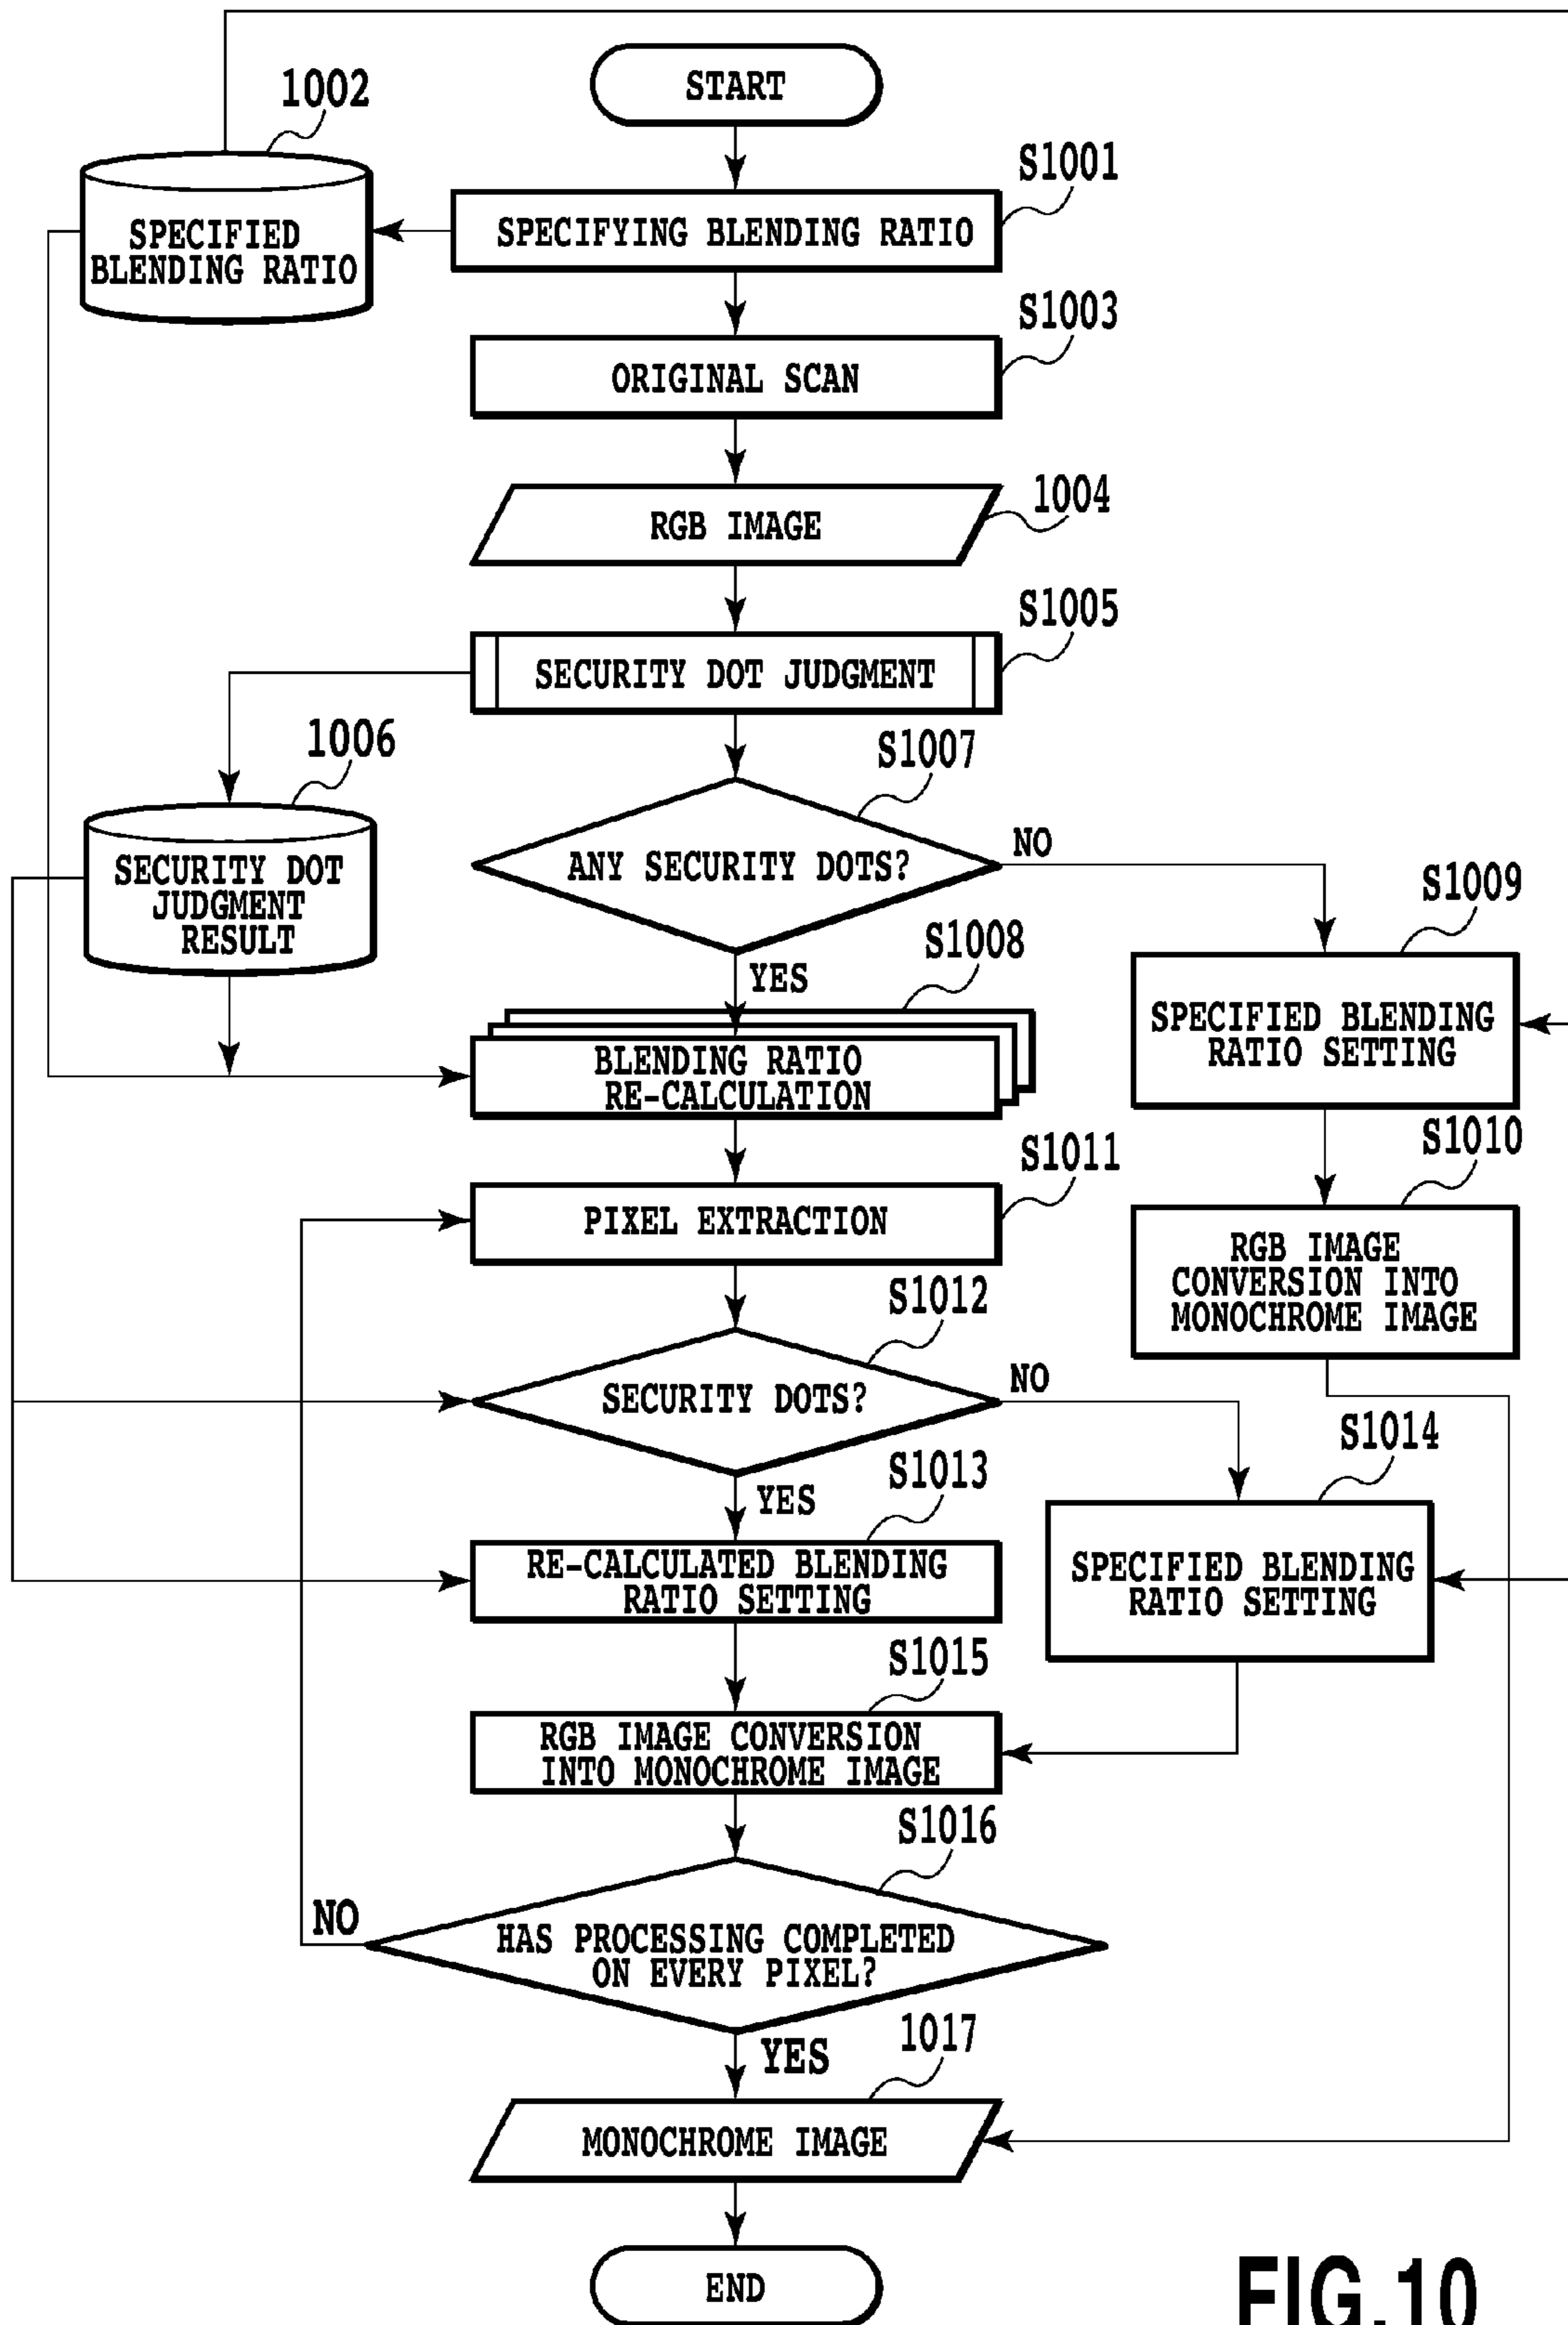 START
1002
S1001
SPECIFIED
BLENDING RATIO
SPECIFYING BLENDING RATIO
S1003
ORIGINAL SCAN
1004
RGB IMAGE
S1005
SECURITY DOT JUDGMENT
1006
S1007
SECURITY DOT
JUDGMENT
RESULT
ANY SECURITY DOTS?
NO
S1009
YES
S1008
SPECIFIED BLENDING
RATIO SETTING
BLENDING RATIO
RE-CALCULATION
S1010
S1011
PIXEL EXTRACTION
RGB IMAGE
CONVERSION INTO
MONOCHROME IMAGE
S1012
SECURITY DOTS?
NO
S1014
YES
S1013
RE-CALCULATED BLENDING
RATIO SETTING
SPECIFIED BLENDING
RATIO SETTING
S1015
RGB IMAGE CONVERSION
INTO MONOCHROME IMAGE
S1016
NO
HAS PROCESSING COMPLETED
ON EVERY PIXEL?
YES
1017
MONOCHROME IMAGE
END
FIG.10